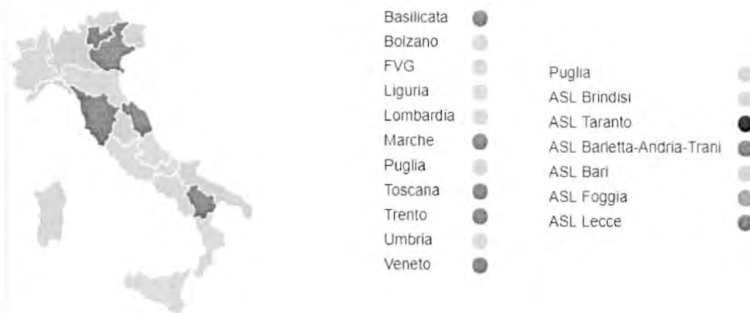 Basilicata
Bolzano
FVG
Liguria
Lombardia
Marche
Puglia
Toscana
Trento
Umbria
Veneto
Puglia
ASL Brindisi
ASL Taranto
ASL Barletta-Andria-Trani
ASL Bari
ASL Foggia
ASL Lecce